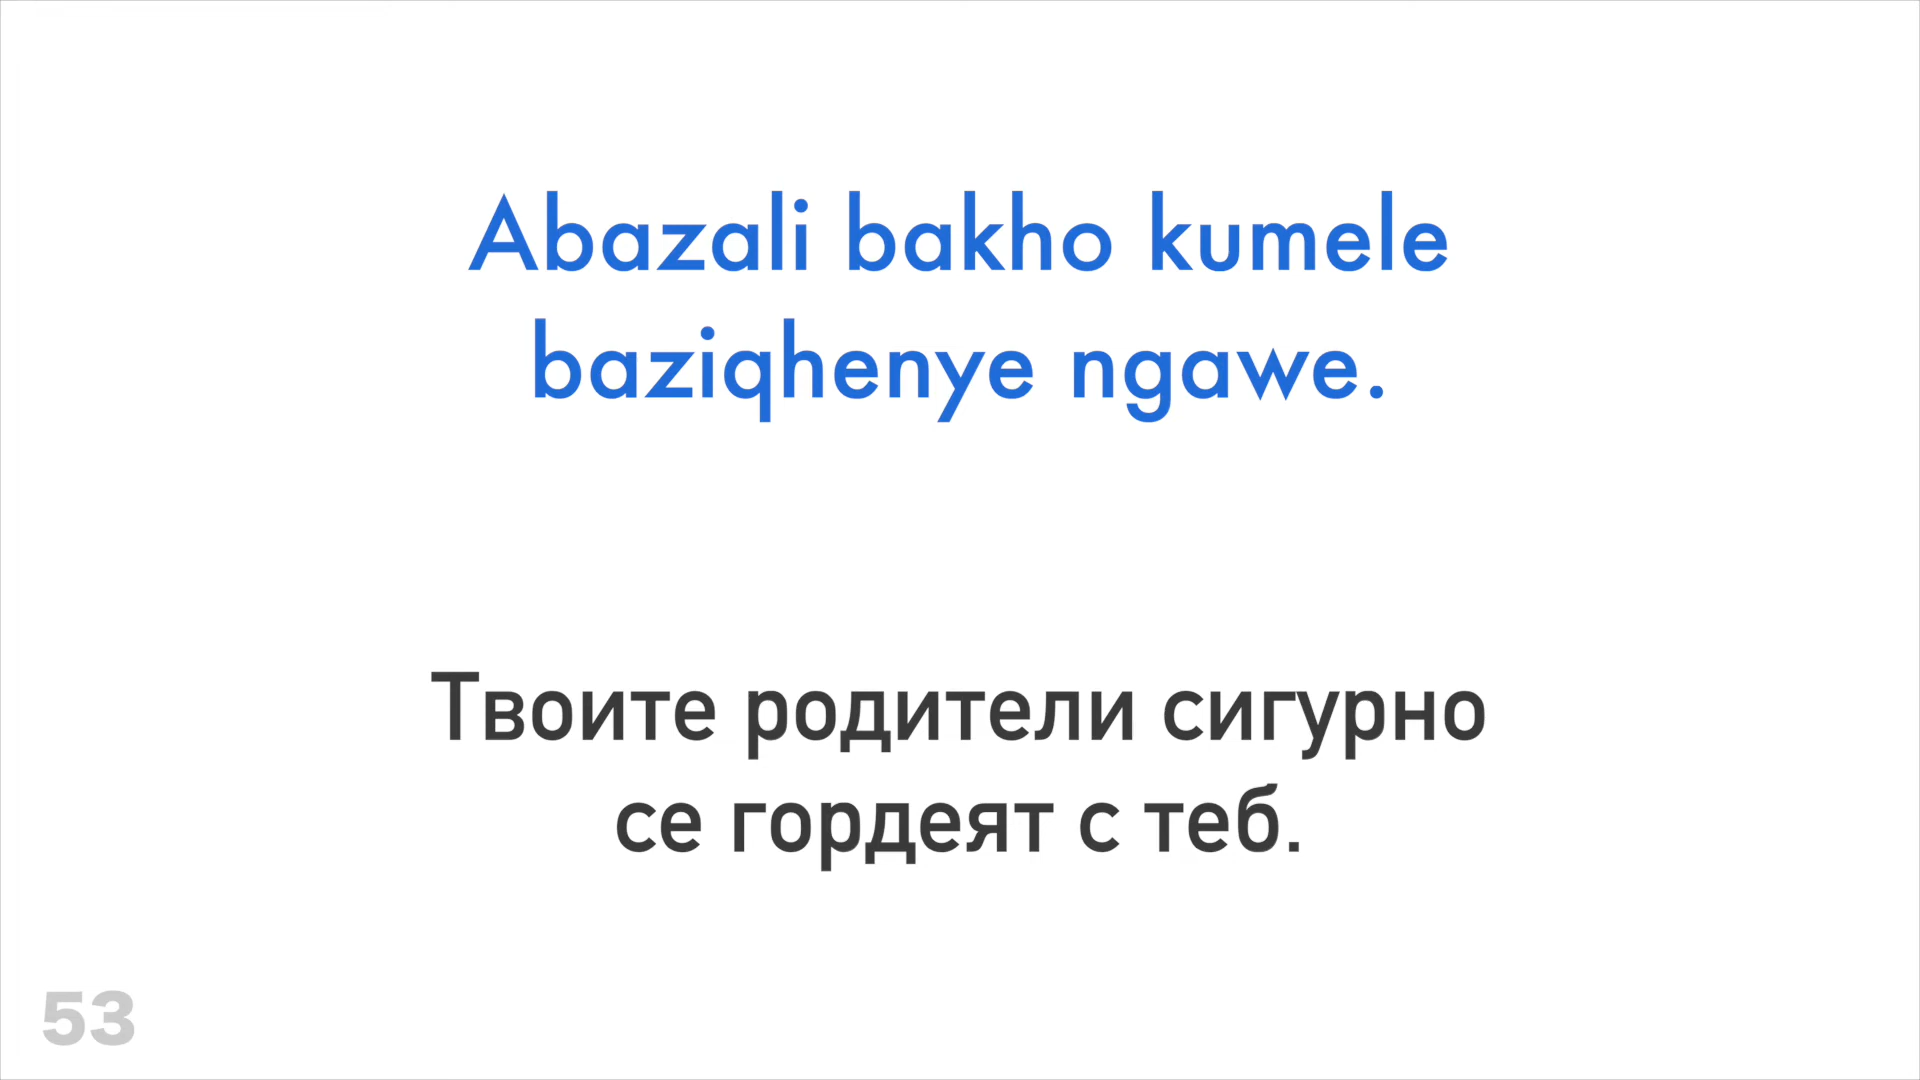 Abazali bakho kumele
baziqhenye ngawe.
Твоите родители сигурно
се гордеят с теб.
53